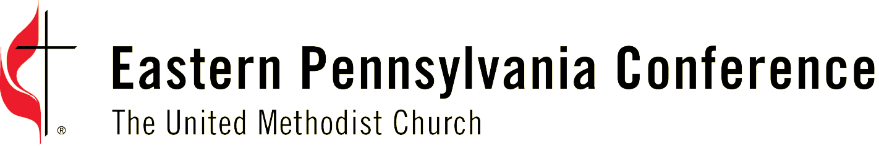 Eastern Pennsylvania Conference
The United Methodist Church
®